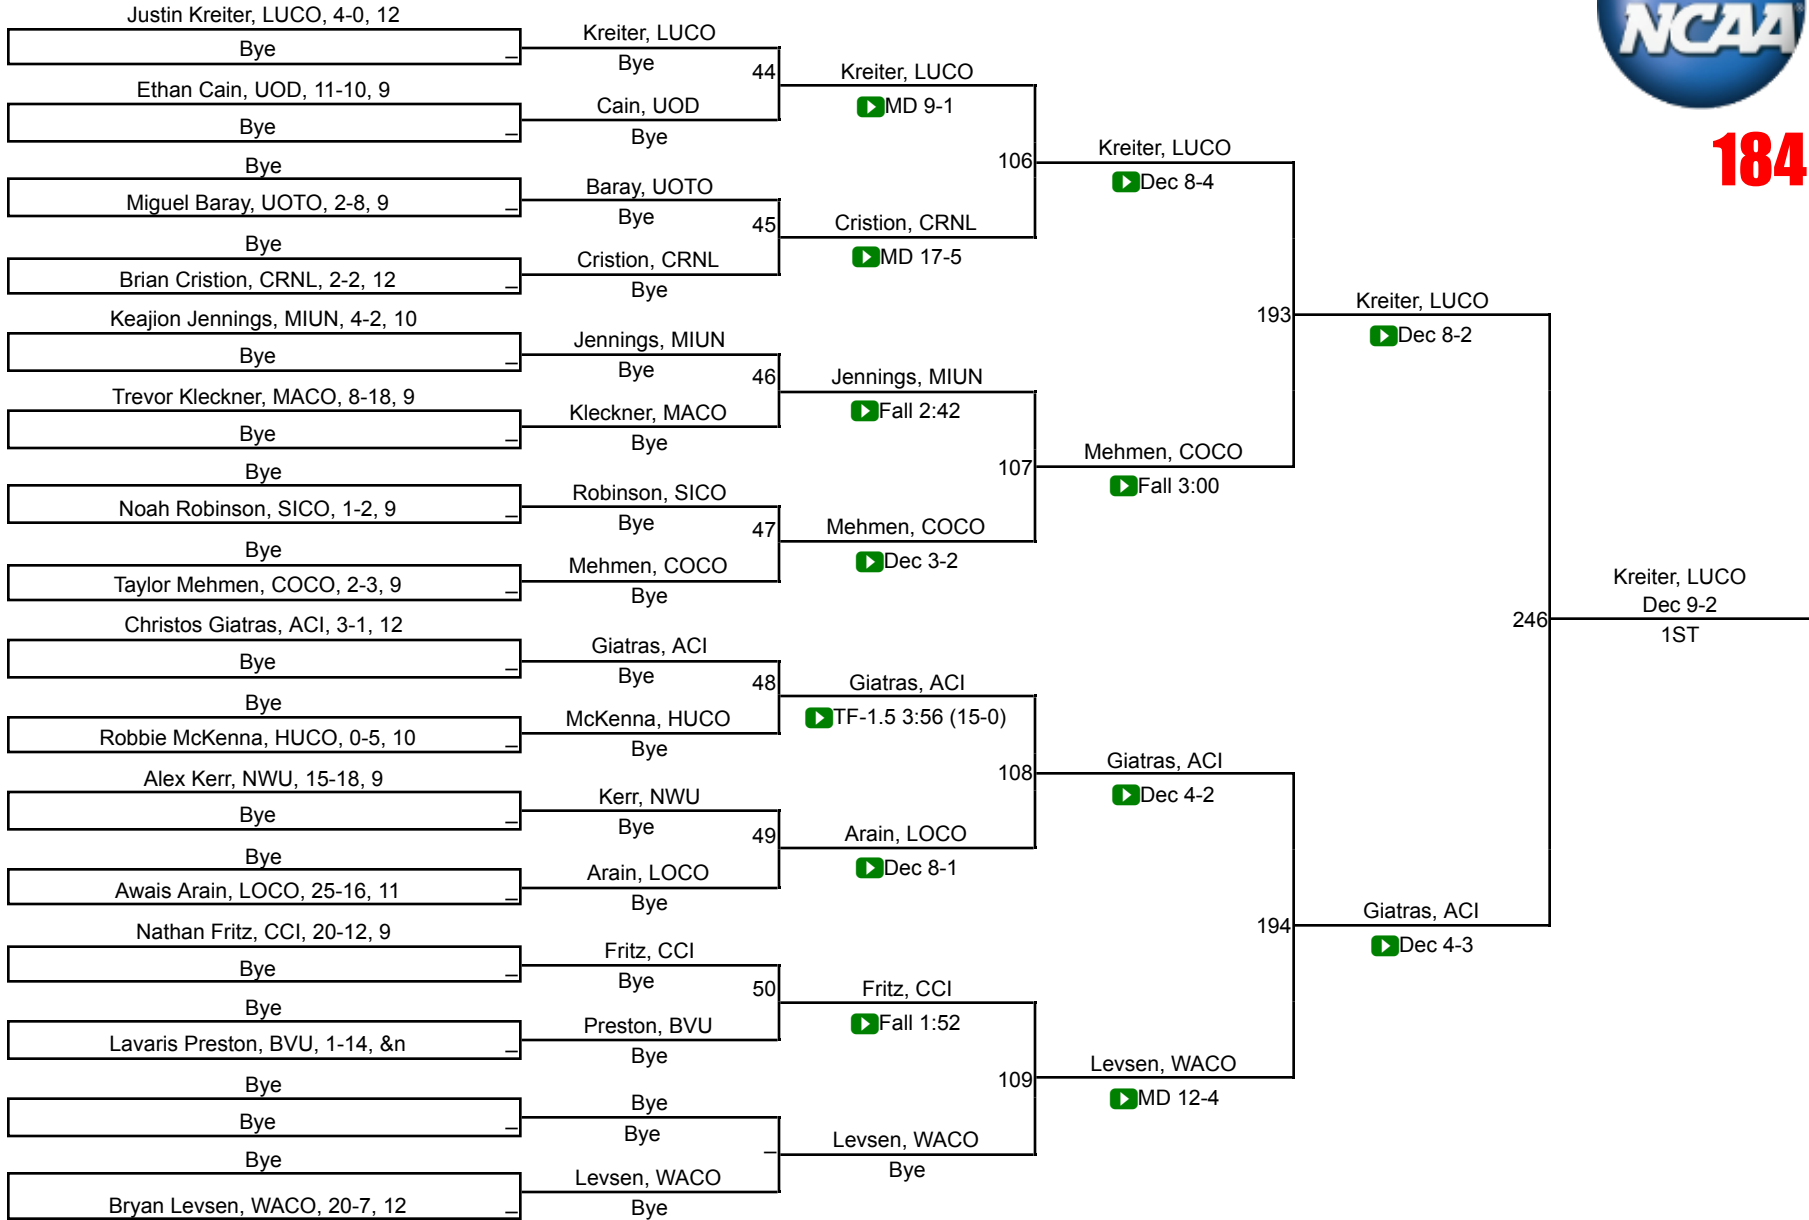 NCAA
184
Justin Kreiter, LUCO, 4-0, 12
Bye
_
Ethan Cain, UOD, 11-10, 9
Bye
_
Bye
Miguel Baray, UOTO, 2-8, 9
_
Bye
Brian Cristion, CRNL, 2-2, 12
_
Keajion Jennings, MIUN, 4-2, 10
Bye
_
Trevor Kleckner, MACO, 8-18, 9
Bye
_
Bye
Noah Robinson, SICO, 1-2, 9
_
Bye
Taylor Mehmen, COCO, 2-3, 9
_
Christos Giatras, ACI, 3-1, 12
Bye
_
Bye
Robbie McKenna, HUCO, 0-5, 10
_
Alex Kerr, NWU, 15-18, 9
Bye
_
Bye
Awais Arain, LOCO, 25-16, 11
_
Nathan Fritz, CCI, 20-12, 9
Bye
_
Bye
Lavaris Preston, BVU, 1-14, &n
_
Bye
Bye
_
Bye
Bryan Levsen, WACO, 20-7, 12
_
Kreiter, LUCO
Bye
44
Cain, UOD
Bye
Baray, UOTO
Bye
45
Cristion, CRNL
Bye
Jennings, MIUN
Bye
46
Kleckner, MACO
Bye
Robinson, SICO
Bye
47
Mehmen, COCO
Bye
Giatras, ACI
Bye
48
McKenna, HUCO
Bye
Kerr, NWU
Bye
49
Arain, LOCO
Bye
Fritz, CCI
Bye
50
Preston, BVU
Bye
Bye
Bye
_
Levsen, WACO
Bye
Kreiter, LUCO
MD 9-1
106
Cristion, CRNL
MD 17-5
Jennings, MIUN
Fall 2:42
107
Mehmen, COCO
Dec 3-2
Giatras, ACI
TF-1.5 3:56 (15-0)
108
Arain, LOCO
Dec 8-1
Fritz, CCI
Fall 1:52
109
Levsen, WACO
Bye
Kreiter, LUCO
Dec 8-4
193
Mehmen, COCO
Fall 3:00
Giatras, ACI
Dec 4-2
194
Levsen, WACO
MD 12-4
Kreiter, LUCO
Dec 8-2
246
Giatras, ACI
Dec 4-3
Kreiter, LUCO
Dec 9-2
1ST